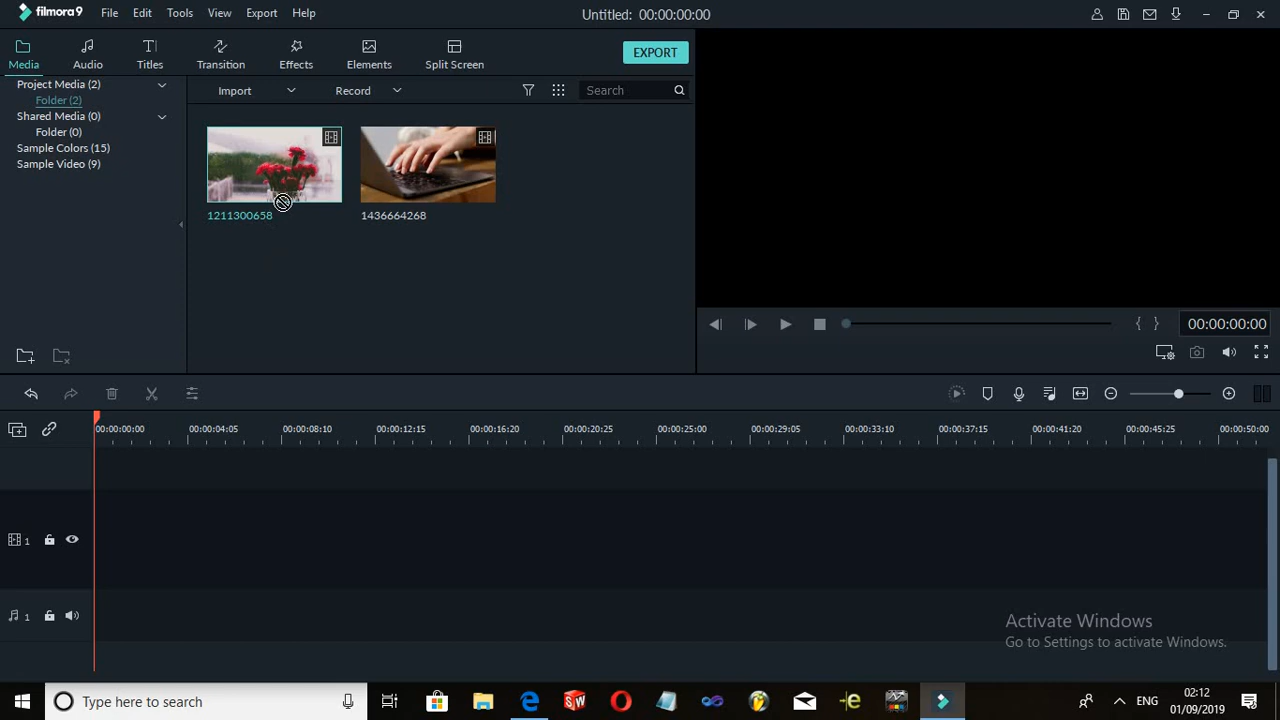 filmora9 File Edit Tools View Export Help Untitled: 00:00:00:00
Media Audio Titles Transition Effects Elements Split Screen EXPORT
Project Media (2)
Folder (2)
Shared Media (0)
Folder (0)
Sample Colors (15)
Sample Video (9)
Import Record Search
1211300658 1436664268
00:00:00:00
00:00:00:00 00:00:04:05 00:00:08:10 00:00:12:15 00:00:16:20 00:00:20:25 00:00:25:00 00:00:29:05 00:00:33:10 00:00:37:15 00:00:41:20 00:00:45:25 00:00:50:00
1
1
Activate Windows
Go to Settings to activate Windows.
Type here to search
ENG
02:12
01/09/2019